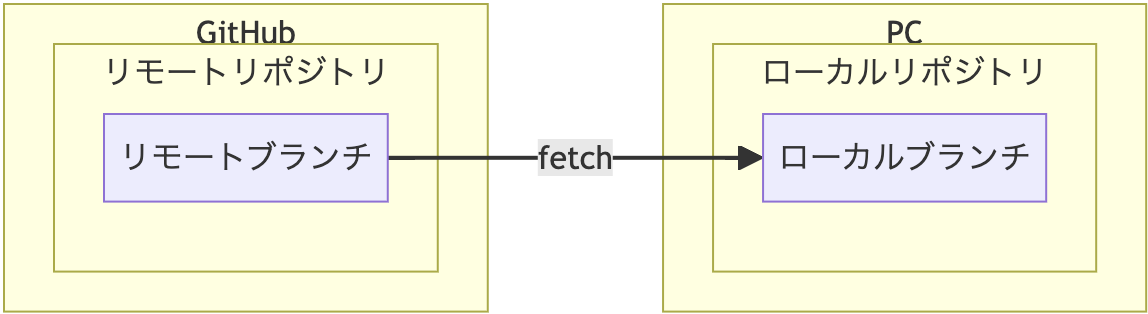 GitHub
リモートリポジトリ
リモートブランチ
fetch
PC
ローカルリポジトリ
ローカルブランチ